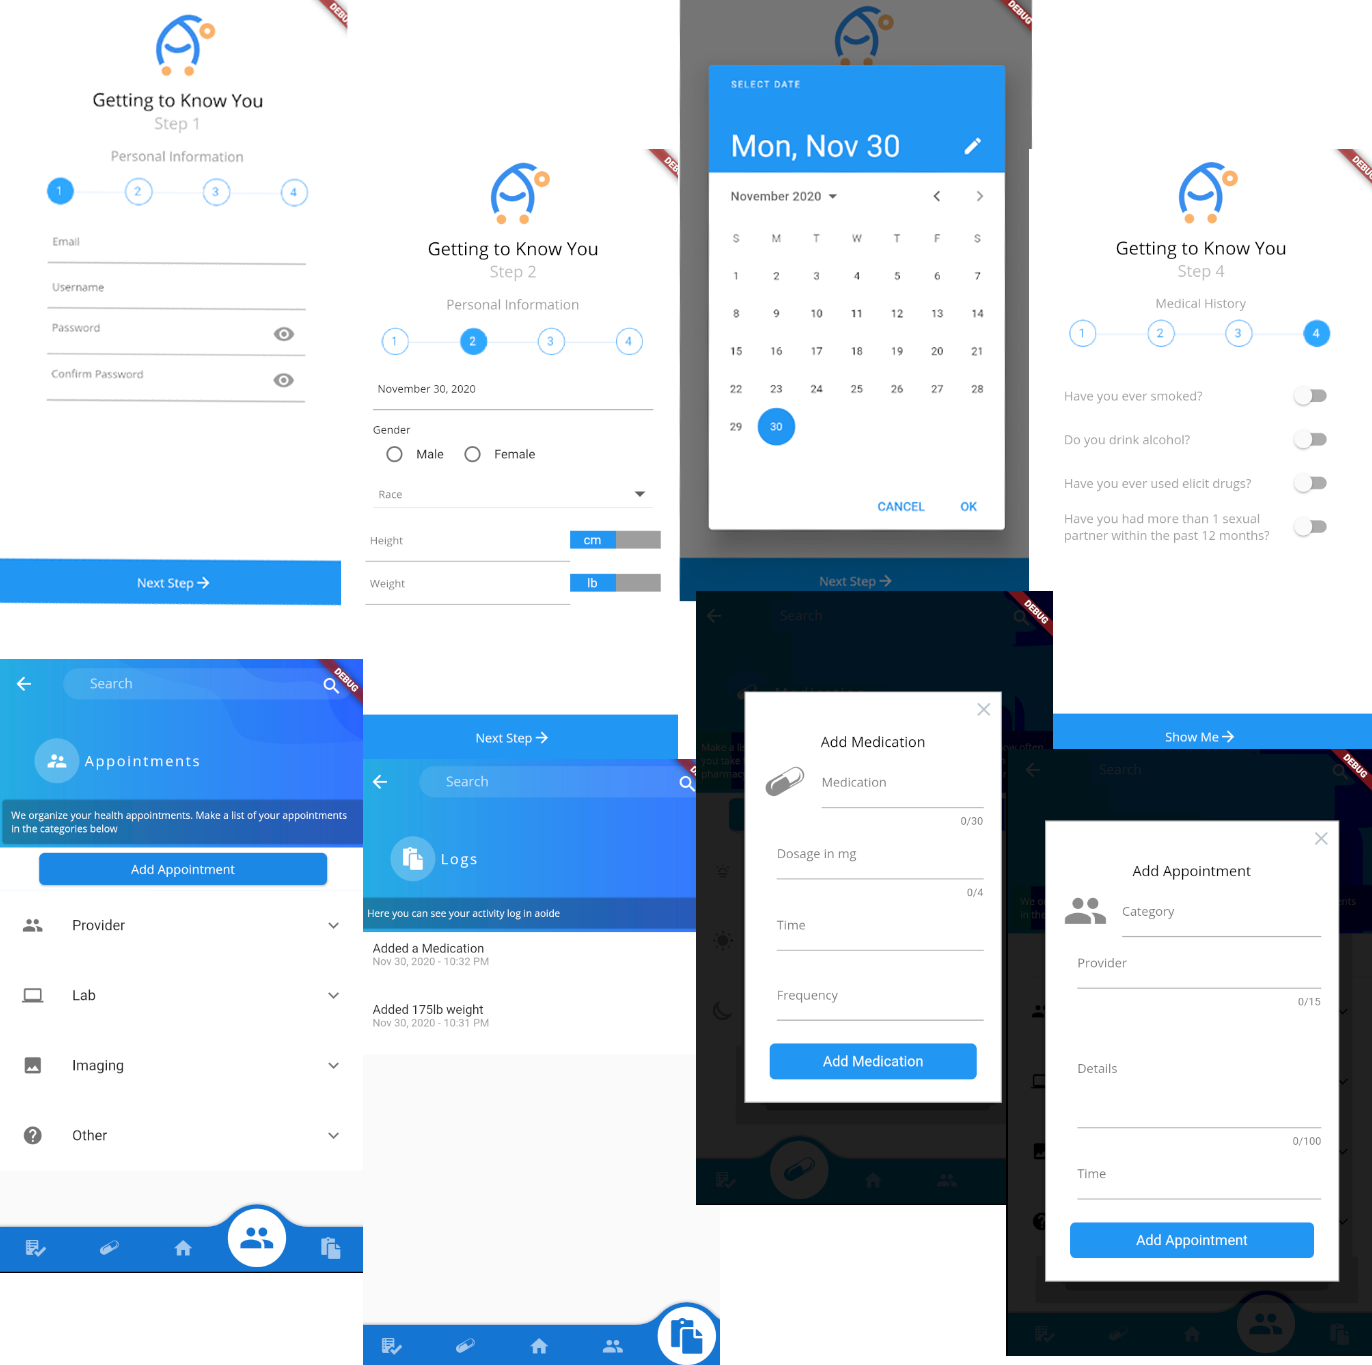 DEBUG
Getting to Know You
Step 1
Personal Information
1 2 3 4
Email
Username
Password
Confirm Password
Next Step
Getting to Know You
Step 2
Personal Information
1 2 3 4
November 30, 2020
Gender
Male Female
Race
Height cm
Weight lb
Next Step
DEBUG
SELECT DATE
Mon, Nov 30
November 2020
S M T W T F S
1 2 3 4 5 6 7
8 9 10 11 12 13 14
15 16 17 18 19 20 21
22 23 24 25 26 27 28
29 30
CANCEL OK
Next Step
DEBUG
Getting to Know You
Step 4
Medical History
1 2 3 4
Have you ever smoked?
Do you drink alcohol?
Have you ever used elicit drugs?
Have you had more than 1 sexual
partner within the past 12 months?
Show Me
DEBUG
Search
Appointments
We organize your health appointments. Make a list of your appointments
in the categories below
Add Appointment
Provider
Lab
Imaging
Other
Search
Logs
Here you can see your activity log in aolde
Added a Medication
Nov 30, 2020 - 10:32 PM
Added 175lb weight
Nov 30, 2020 - 10:31 PM
DEBUG
Search
Add Medication
Medication
0/30
Dosage in mg
0/4
Time
Frequency
Add Medication
DEBUG
Search
Add Appointment
Category
Provider
0/15
Details
0/100
Time
Add Appointment